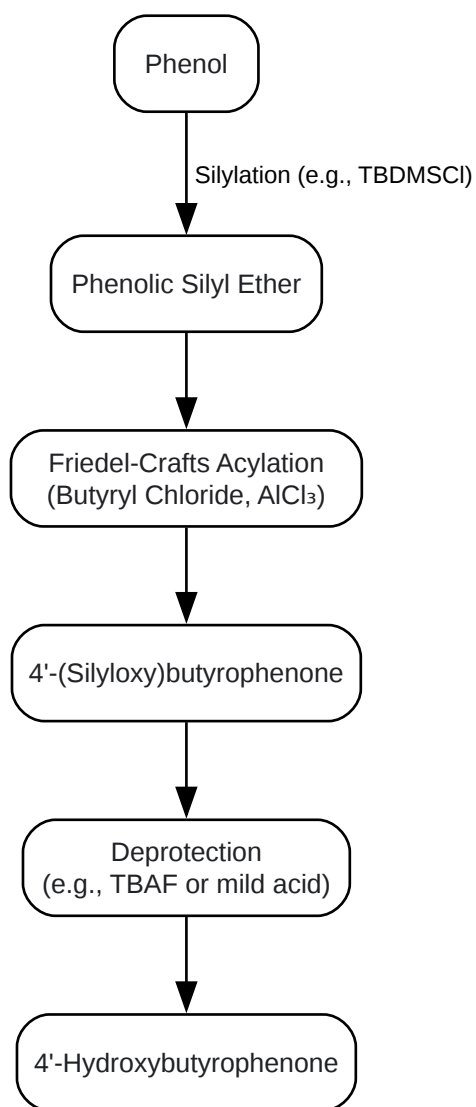 Phenol
Silylation (e.g., TBDMSCl)
Phenolic Silyl Ether
Friedel-Crafts Acylation
(Butyryl Chloride, AlCl₃)
4'-(Silyloxy)butyrophenone
Deprotection
(e.g., TBAF or mild acid)
4'-Hydroxybutyrophenone